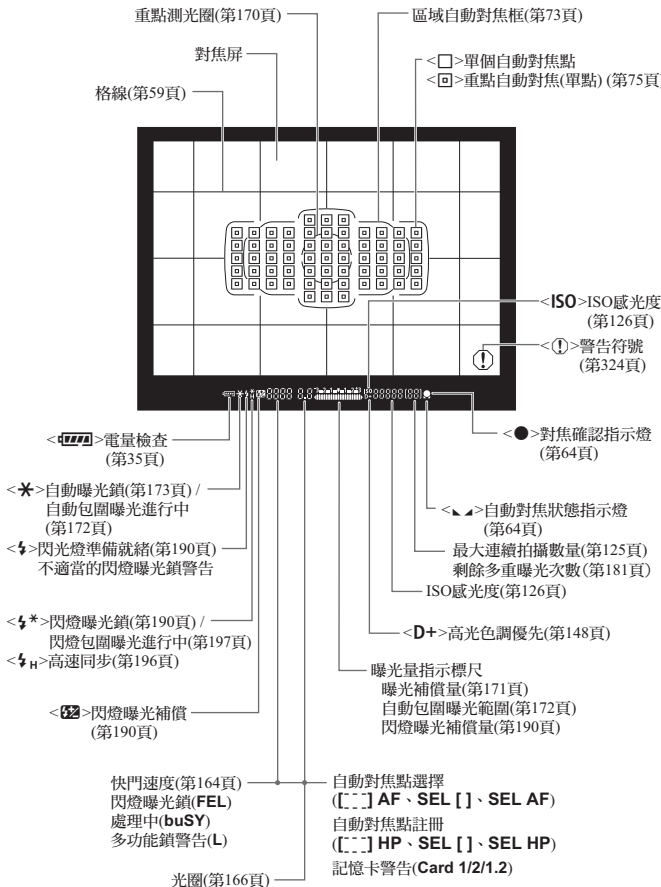 重點測光圈(第170頁)
區域自動對焦框(第73頁)
對焦屏
<□>單個自動對焦點
<回>重點自動對焦(單點) (第75頁)
格線(第59頁)
<ISO>ISO感光度
(第126頁)
<!>警告符號
(第324頁)
<●>對焦確認指示燈
(第64頁)
<◣ ◢>自動對焦狀態指示燈
(第64頁)
最大連續拍攝數量(第125頁)
剩餘多重曝光次數(第181頁)
ISO感光度(第126頁)
<D+>高光色調優先(第148頁)
曝光量指示標尺
曝光補償量(第171頁)
自動包圍曝光範圍(第172頁)
閃燈曝光補償量(第190頁)
電量檢查
(第35頁)
<✱>自動曝光鎖(第173頁) /
自動包圍曝光進行中
(第172頁)
<⚡>閃光燈準備就緒(第190頁)
不適當的閃燈曝光鎖警告
<⚡*>閃燈曝光鎖(第190頁) /
閃燈包圍曝光進行中(第197頁)
<⚡H>高速同步(第196頁)
閃燈曝光補償
(第190頁)
快門速度(第164頁)
閃燈曝光鎖(FEL)
處理中(buSY)
多功能鎖警告(L)
光圈(第166頁)
自動對焦點選擇
([---] AF、SEL [ ]、SEL AF)
自動對焦點註冊
([---] HP、SEL [ ]、SEL HP)
記憶卡警告(Card 1/2/1.2)